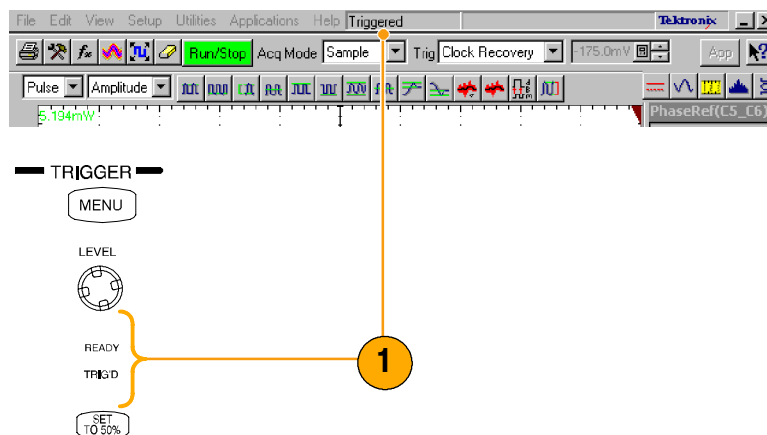 File Edit View Setup Utilities Applications Help Triggered Tektronix
Run/Stop Acq Mode Sample Trig Clock Recovery -175.0mV App
Pulse Amplitude
5.194mW PhaseRef(C5_C6)
TRIGGER
MENU
LEVEL
READY
TRIG'D
1
SET
TO 50%